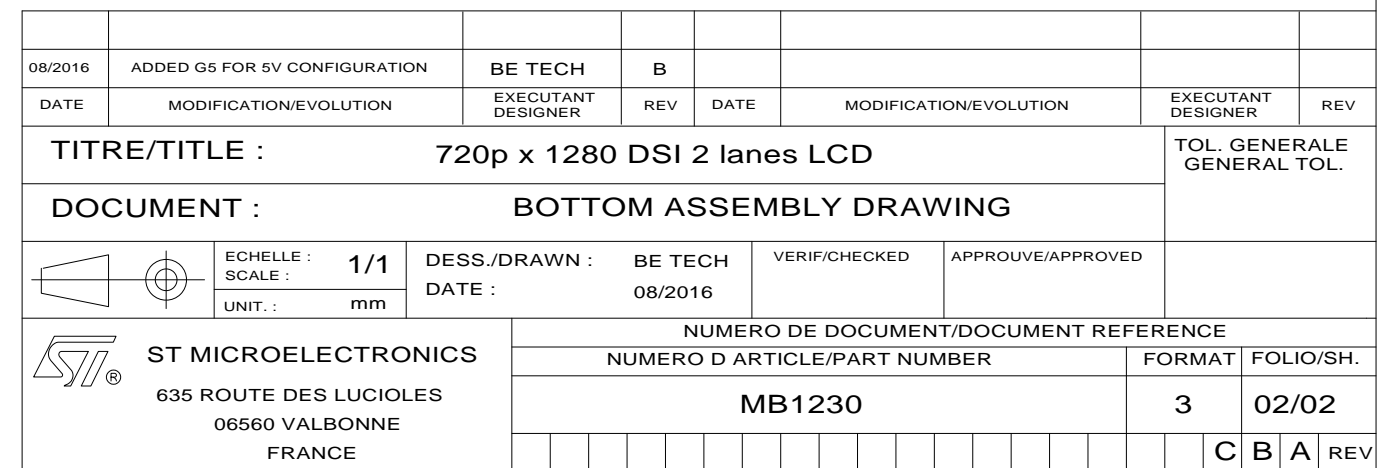 08/2016 ADDED G5 FOR 5V CONFIGURATION BE TECH B
DATE MODIFICATION/EVOLUTION EXECUTANT DESIGNER REV DATE MODIFICATION/EVOLUTION EXECUTANT DESIGNER REV
TITRE/TITLE : 720p x 1280 DSI 2 lanes LCD
TOL. GENERALE
GENERAL TOL.
DOCUMENT : BOTTOM ASSEMBLY DRAWING
ECHELLE :
SCALE : 1/1
UNIT. : mm
DESS./DRAWN : BE TECH
DATE : 08/2016
VERIF/CHECKED
APPROUVE/APPROVED
ST ®
ST MICROELECTRONICS
635 ROUTE DES LUCIOLES
06560 VALBONNE
FRANCE
NUMERO DE DOCUMENT/DOCUMENT REFERENCE
NUMERO D ARTICLE/PART NUMBER FORMAT FOLIO/SH.
MB1230 3 02/02
C B A REV